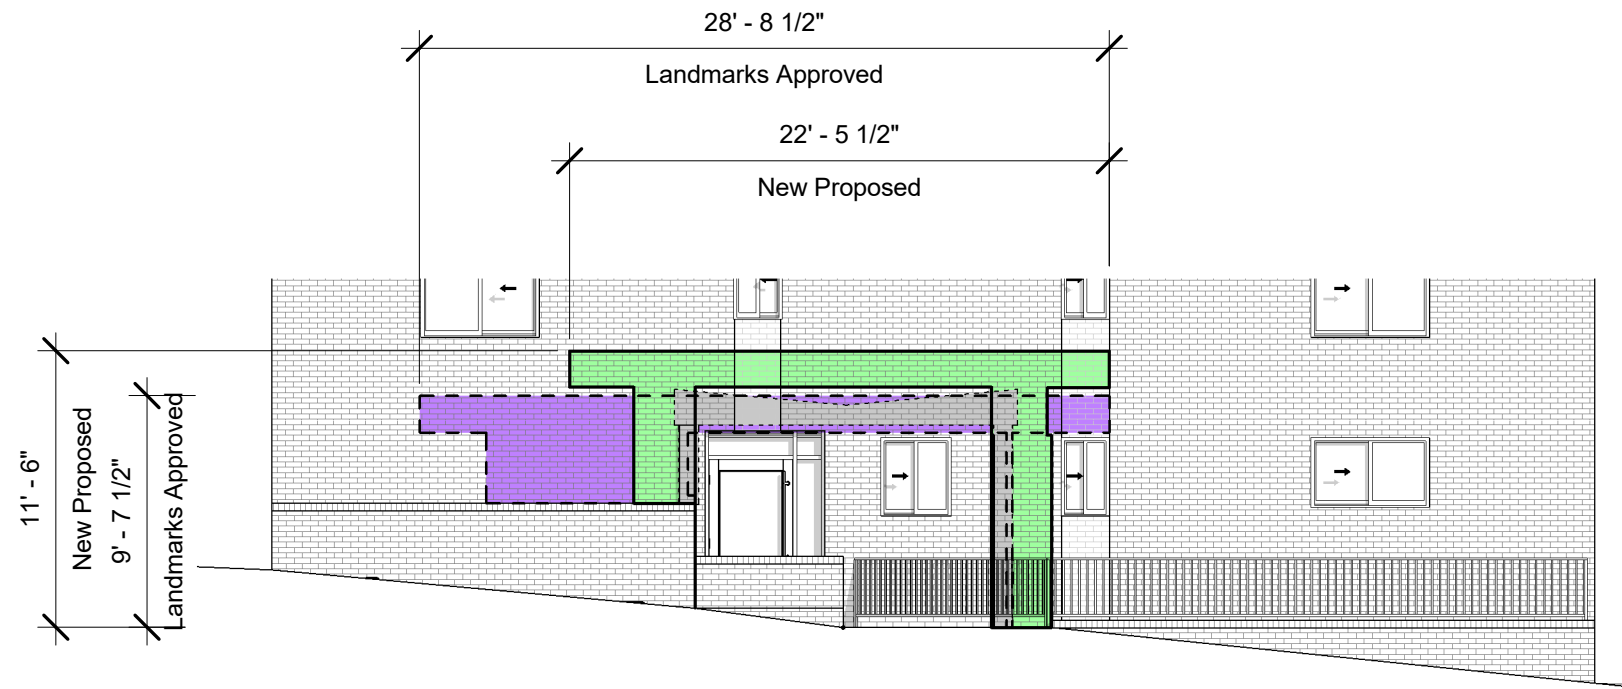 28' - 8 1/2"
Landmarks Approved
22' - 5 1/2"
New Proposed
11' - 6"
New Proposed
9' - 7 1/2"
Landmarks Approved